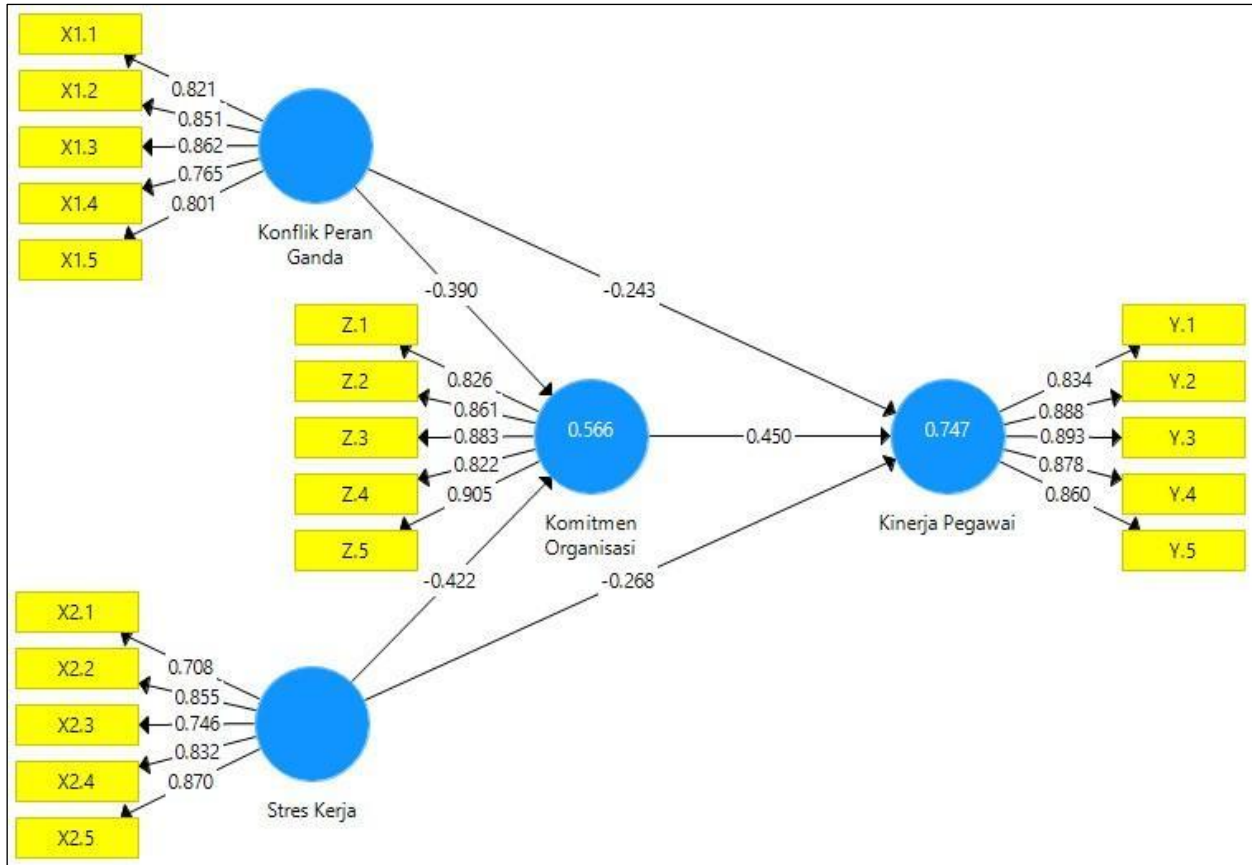 X1.1
X1.2
X1.3
X1.4
X1.5
0.821
0.851
0.862
0.765
0.801
Konflik Peran
Ganda
-0.390
-0.243
Z.1
Z.2
Z.3
Z.4
Z.5
0.826
0.861
0.883
0.822
0.905
0.566
Komitmen
Organisasi
0.450
0.747
Kinerja Pegawai
0.834
0.888
0.893
0.878
0.860
Y.1
Y.2
Y.3
Y.4
Y.5
-0.422
-0.268
X2.1
X2.2
X2.3
X2.4
X2.5
0.708
0.855
0.746
0.832
0.870
Stres Kerja